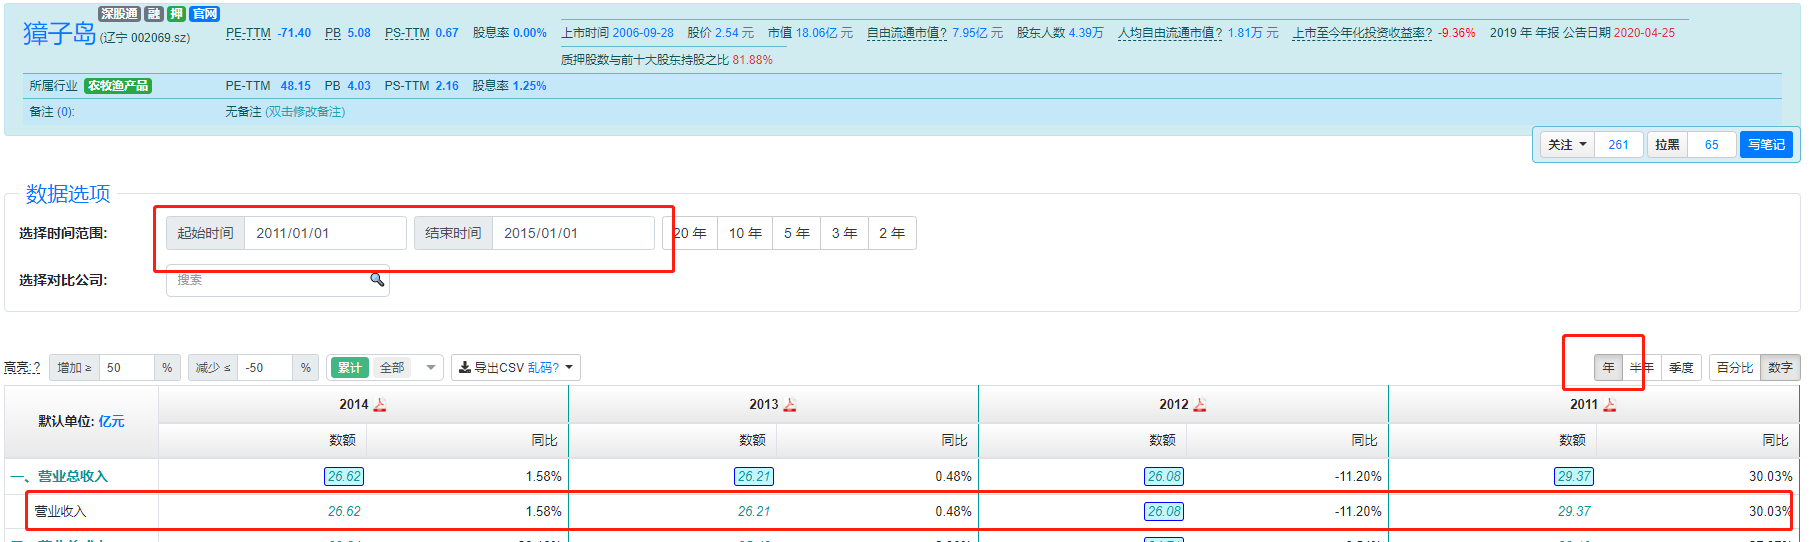 深股通 融 押 官网
獐子岛 (辽宁 002069.sz) PE-TTM -71.40 PB 5.08 PS-TTM 0.67 股息率 0.00% 上市时间 2006-09-28 股价 2.54 元 市值 18.06亿 元 自由流通市值? 7.95亿 元 股东人数 4.39万 人均自由流通市值? 1.81万 元 上市至今年化投资收益率? -9.36% 2019 年 年报 公告日期 2020-04-25
质押股数与前十大股东持股之比 81.88%
所属行业 农牧渔产品 PE-TTM 48.15 PB 4.03 PS-TTM 2.16 股息率 1.25%
备注 (0): 无备注 (双击修改备注)
关注 261 拉黑 65 写笔记
数据选项
选择时间范围: 起始时间 2011/01/01 结束时间 2015/01/01 20 年 10 年 5 年 3 年 2 年
选择对比公司: 搜索
高亮:? 增加 ≥ 50 % 减少 ≤ -50 % 累计 全部 导出CSV 乱码? 年 半年 季度 百分比 数字
默认单位: 亿元 2014 2013 2012 2011
数额 同比 数额 同比 数额 同比 数额 同比
一、营业总收入 26.62 1.58% 26.21 0.48% 26.08 -11.20% 29.37 30.03%
营业收入 26.62 1.58% 26.21 0.48% 26.08 -11.20% 29.37 30.03%